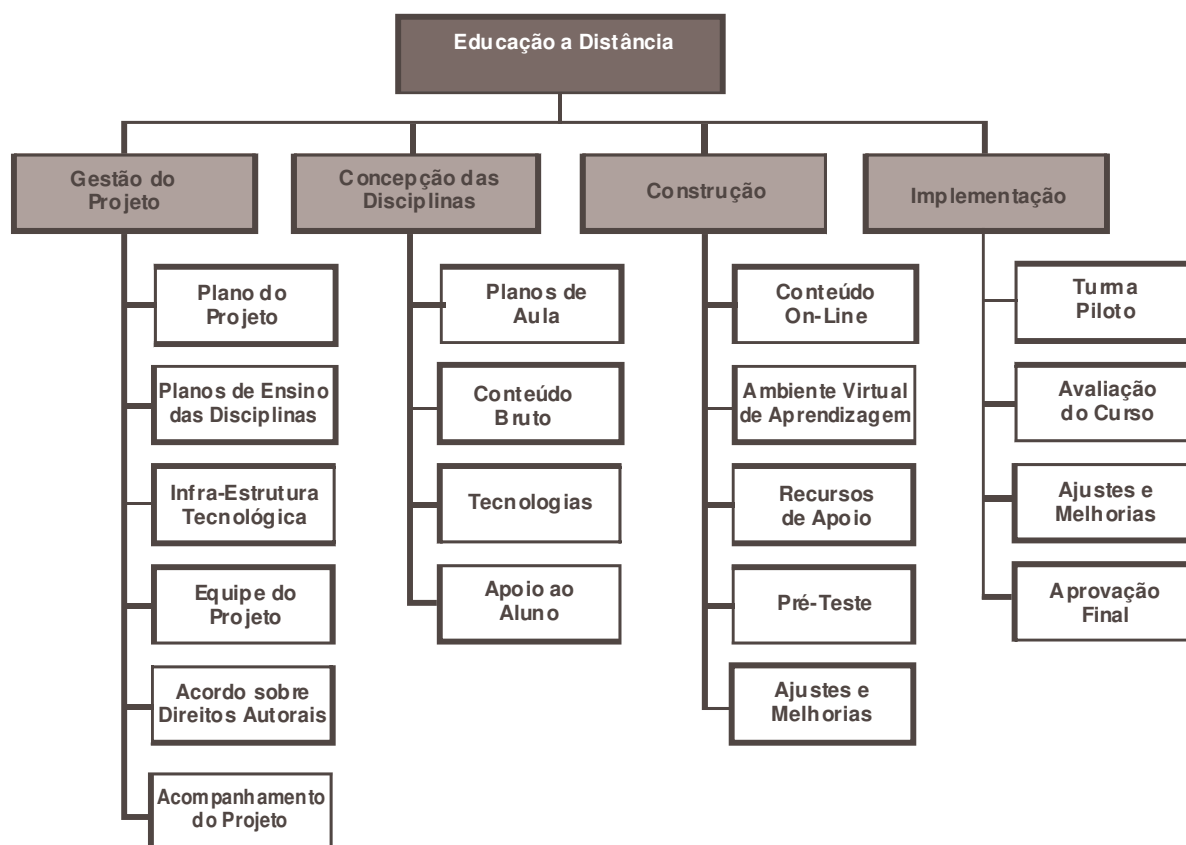 Educação a Distância
Gestão do
Projeto
Plano do
Projeto
Planos de Ensino
das Disciplinas
Infra-Estrutura
Tecnológica
Equipe do
Projeto
Acordo sobre
Direitos Autorais
Acompanhamento
do Projeto
Concepção das
Disciplinas
Planos de
Aula
Conteúdo
Bruto
Tecnologias
Apoio ao
Aluno
Construção
Conteúdo
On-Line
Ambiente Virtual
de Aprendizagem
Recursos
de Apoio
Pré-Teste
Ajustes e
Melhorias
Implementação
Turma
Piloto
Avaliação
do Curso
Ajustes e
Melhorias
Aprovação
Final